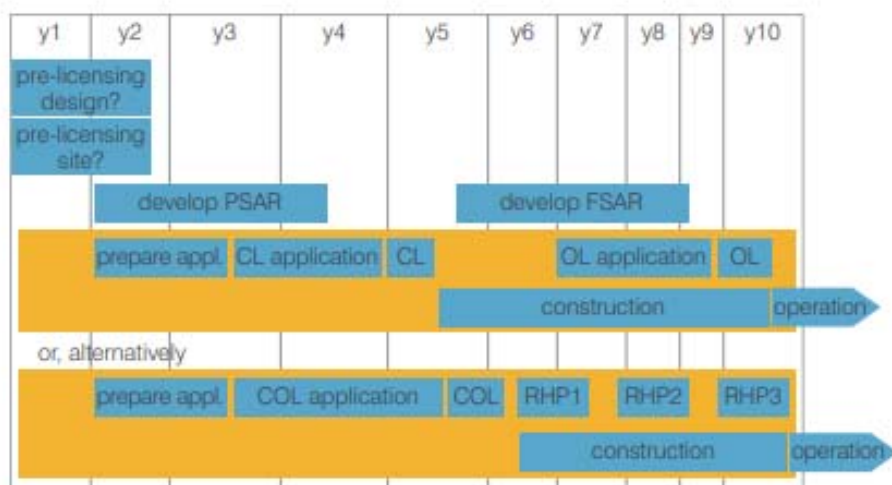 y1 y2 y3 y4 y5 y6 y7 y8 y9 y10
pre-licensing
design?
pre-licensing
site?
develop PSAR develop FSAR
prepare appl. CL application CL OL application OL
construction operation
or, alternatively
prepare appl. COL application COL RHP1 RHP2 RHP3
construction operation